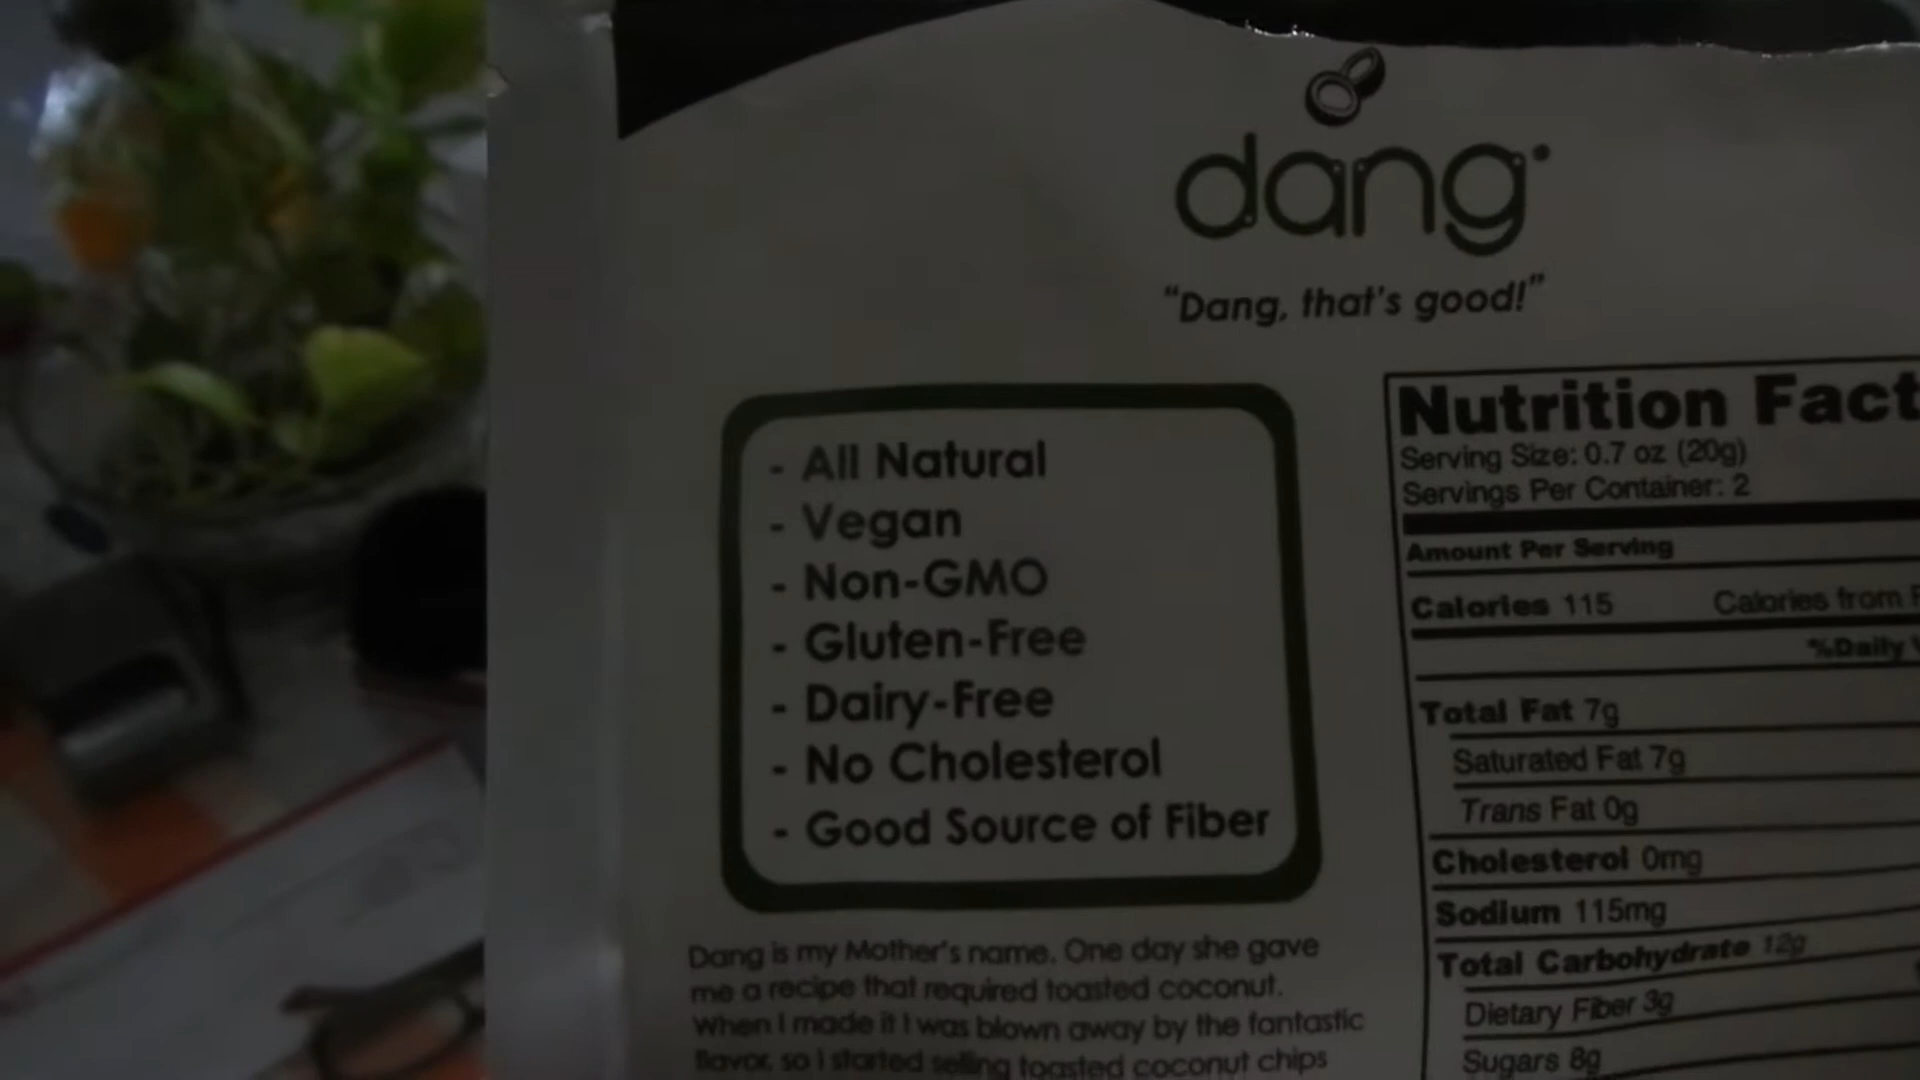 dang
"Dang, that's good!"
- All Natural
- Vegan
- Non-GMO
- Gluten-Free
- Dairy-Free
- No Cholesterol
- Good Source of Fiber
Dang is my Mother's name. One day she gave
me a recipe that required toasted coconut.
When I made it I was blown away by the fantastic
flavor, so I started selling toasted coconut chips
Nutrition Fact
Serving Size: 0.7 oz (20g)
Servings Per Container: 2
Amount Per Serving
Calories 115 Calories from F
%Daily V
Total Fat 7g
Saturated Fat 7g
Trans Fat 0g
Cholesterol 0mg
Sodium 115mg
Total Carbohydrate 12g
Dietary Fiber 3g
Sugars 8g